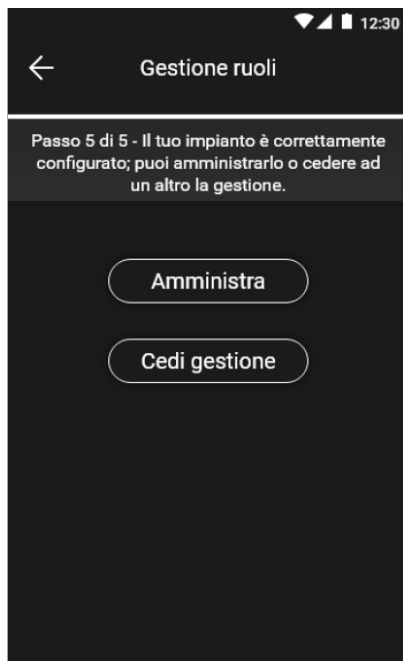 12:30
Gestione ruoli
Passo 5 di 5 - Il tuo impianto è correttamente
configurato; puoi amministrarlo o cedere ad
un altro la gestione.
Amministra
Cedi gestione